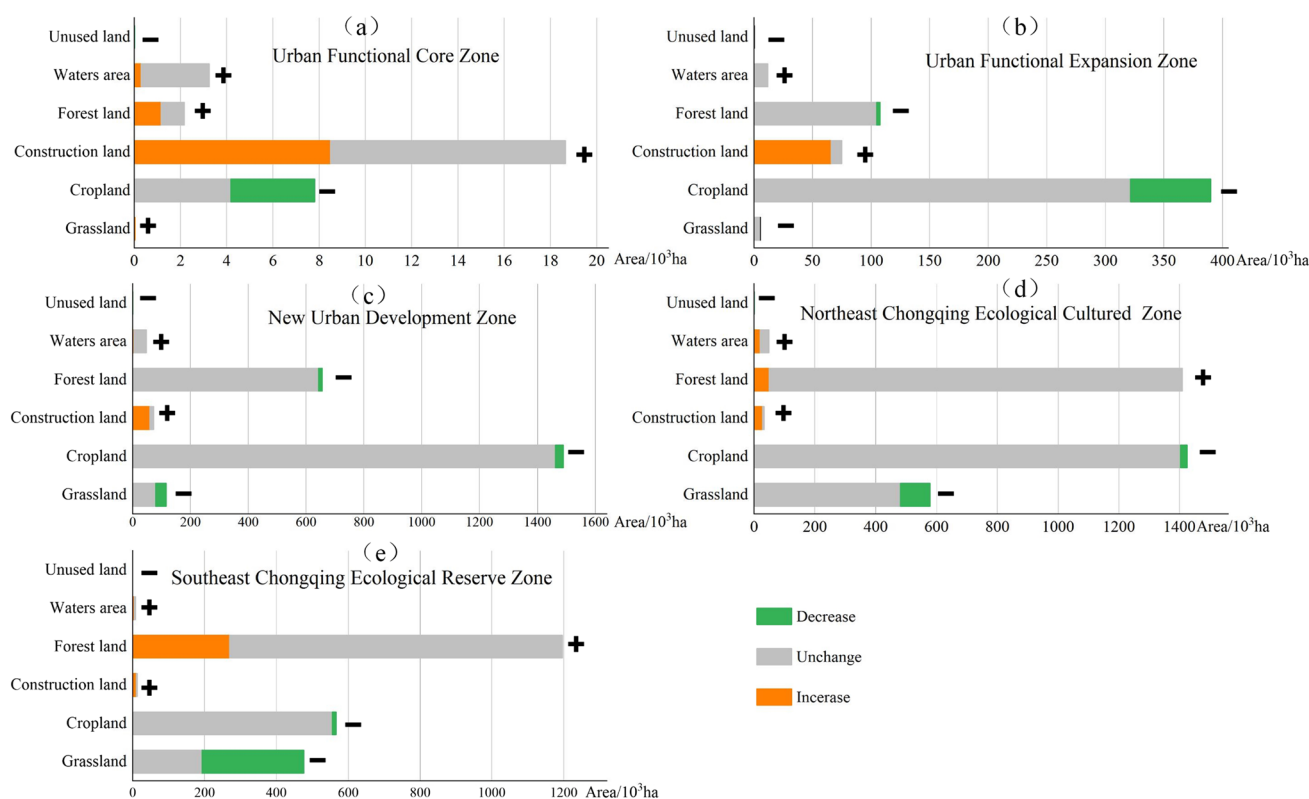 (a)
Urban Functional Core Zone
Unused land
Waters area
Forest land
Construction land
Cropland
Grassland
0 2 4 6 8 10 12 14 16 18 20 Area/10³ha
(b)
Urban Functional Expansion Zone
Unused land
Waters area
Forest land
Construction land
Cropland
Grassland
0 50 100 150 200 250 300 350 400 Area/10³ha
(c)
New Urban Development Zone
Unused land
Waters area
Forest land
Construction land
Cropland
Grassland
0 200 400 600 800 1000 1200 1400 1600 Area/10³ha
(d)
Northeast Chongqing Ecological Cultured Zone
Unused land
Waters area
Forest land
Construction land
Cropland
Grassland
0 200 400 600 800 1000 1200 1400 Area/10³ha
(e)
Southeast Chongqing Ecological Reserve Zone
Unused land
Waters area
Forest land
Construction land
Cropland
Grassland
0 200 400 600 800 1000 1200 Area/10³ha
Decrease
Unchange
Incerase